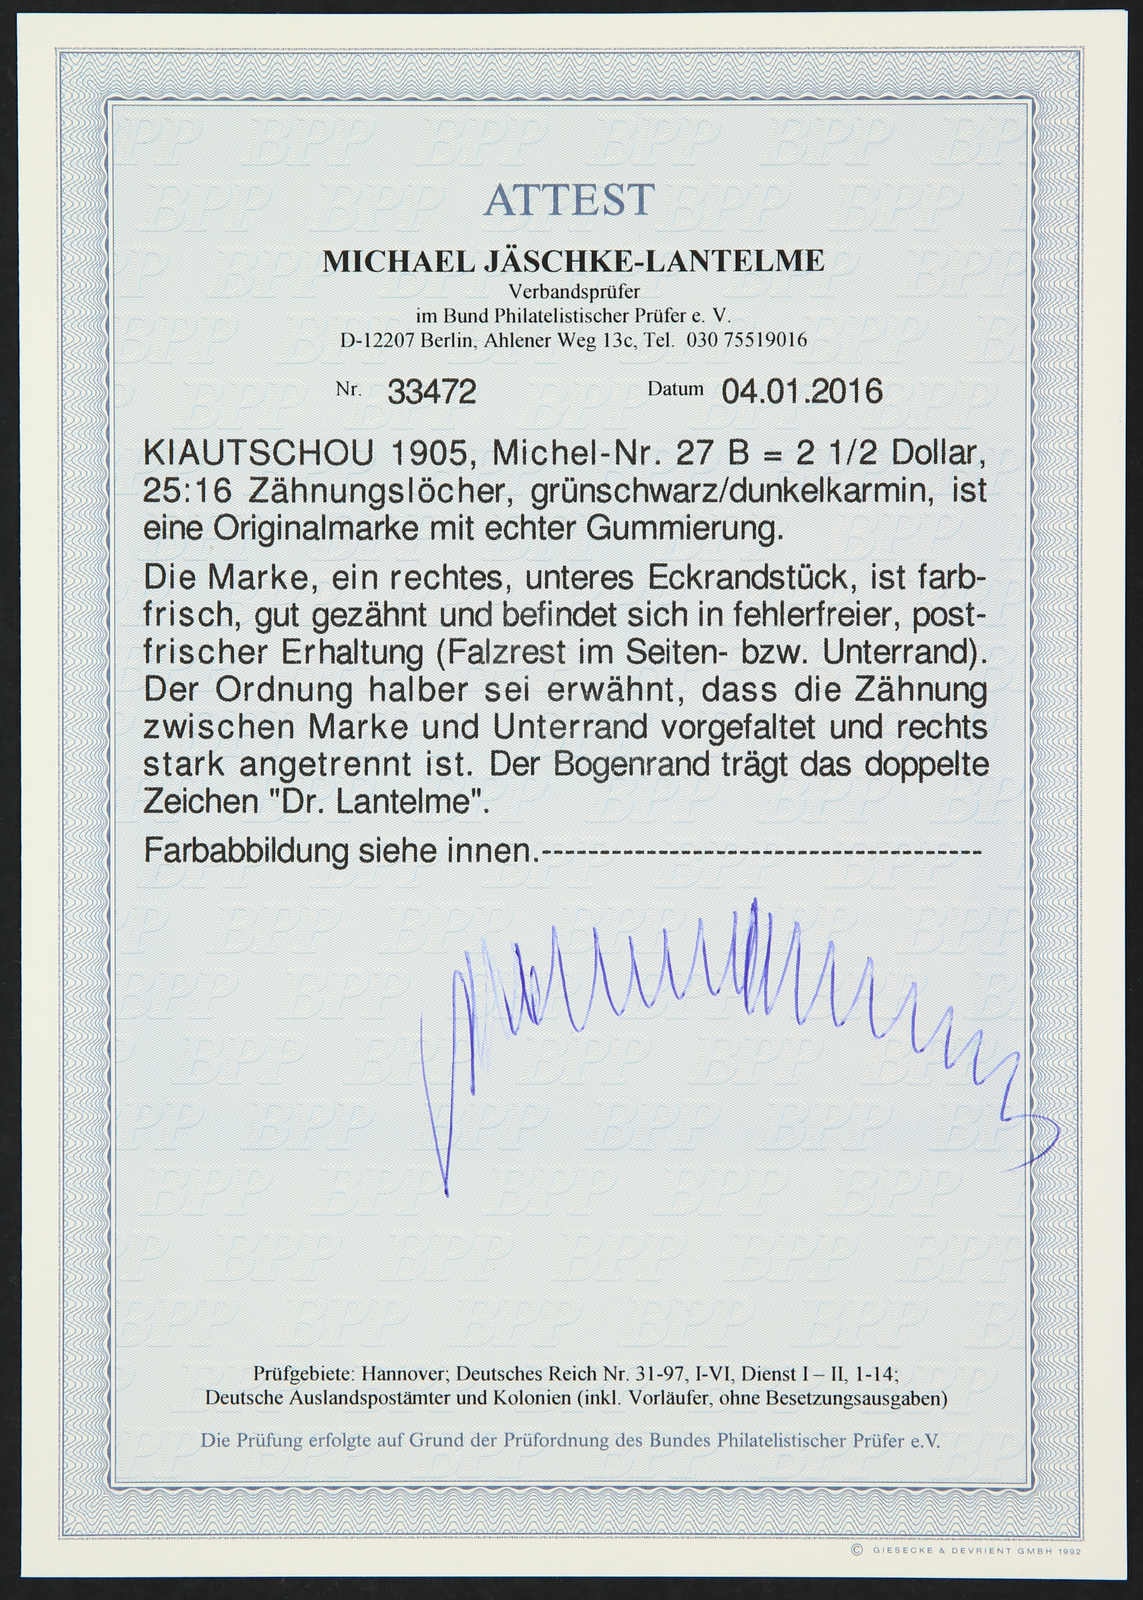 ATTEST
MICHAEL JÄSCHKE-LANTELME
Verbandsprüfer
im Bund Philatelistischer Prüfer e. V.
D-12207 Berlin, Ahlener Weg 13c, Tel. 030 75519016
Nr. 33472 Datum 04.01.2016
KIAUTSCHOU 1905, Michel-Nr. 27 B = 2 1/2 Dollar,
25:16 Zähnungslöcher, grünschwarz/dunkelkarmin, ist
eine Originalmarke mit echter Gummierung.
Die Marke, ein rechtes, unteres Eckrandstück, ist farb-
frisch, gut gezähnt und befindet sich in fehlerfreier, post-
frischer Erhaltung (Falzrest im Seiten- bzw. Unterrand).
Der Ordnung halber sei erwähnt, dass die Zähnung
zwischen Marke und Unterrand vorgefaltet und rechts
stark angetrennt ist. Der Bogenrand trägt das doppelte
Zeichen "Dr. Lantelme".
Farbabbildung siehe innen.--------------------------------------
Prüfgebiete: Hannover; Deutsches Reich Nr. 31-97, I-VI, Dienst I – II, 1-14;
Deutsche Auslandspostämter und Kolonien (inkl. Vorläufer, ohne Besetzungsausgaben)
Die Prüfung erfolgte auf Grund der Prüfordnung des Bundes Philatelistischer Prüfer e.V.
© GIESECKE & DEVRIENT GMBH 1992